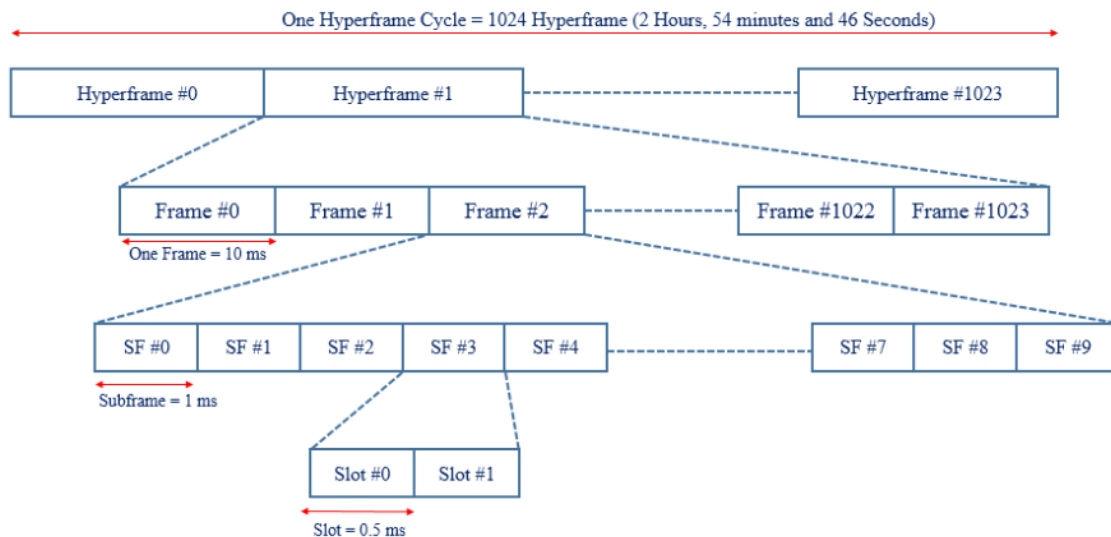 One Hyperframe Cycle = 1024 Hyperframe (2 Hours, 54 minutes and 46 Seconds)
Hyperframe #0 Hyperframe #1 Hyperframe #1023
Frame #0 Frame #1 Frame #2 Frame #1022 Frame #1023
One Frame = 10 ms
SF #0 SF #1 SF #2 SF #3 SF #4 SF #7 SF #8 SF #9
Subframe = 1 ms
Slot #0 Slot #1
Slot = 0.5 ms